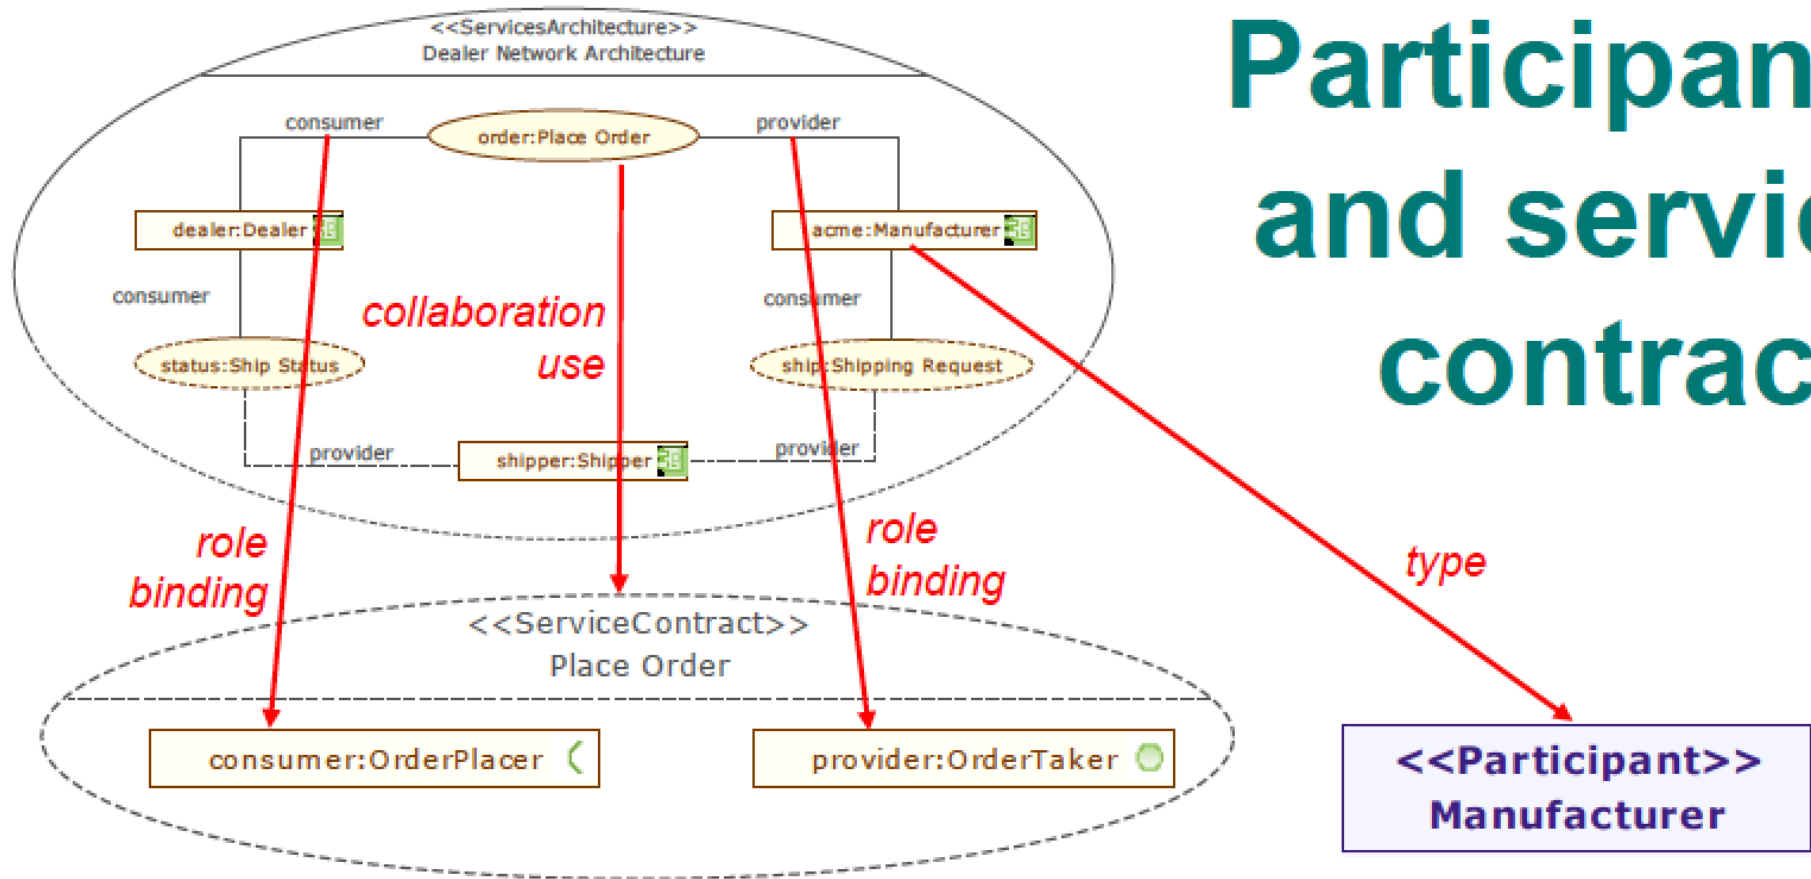 <<ServicesArchitecture>>
Dealer Network Architecture
Participan
and servic
contrac
consumer
order:Place Order
provider
dealer:Dealer
acme:Manufacturer
consumer
collaboration
use
consumer
status:Ship Status
ship:Shipping Request
provider
shipper:Shipper
provider
role
binding
role
binding
type
<<ServiceContract>>
Place Order
consumer:OrderPlacer
provider:OrderTaker
<<Participant>>
Manufacturer